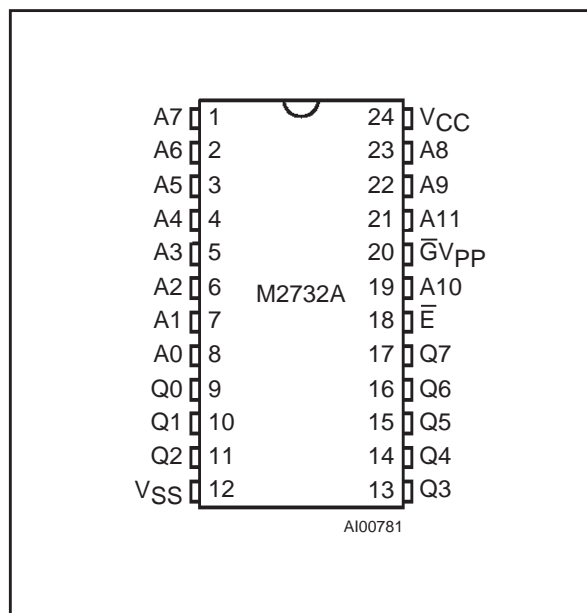 A7 1 24 VCC
A6 2 23 A8
A5 3 22 A9
A4 4 21 A11
A3 5 20 G̅VPP
A2 6 M2732A 19 A10
A1 7 18 E̅
A0 8 17 Q7
Q0 9 16 Q6
Q1 10 15 Q5
Q2 11 14 Q4
VSS 12 13 Q3
AI00781